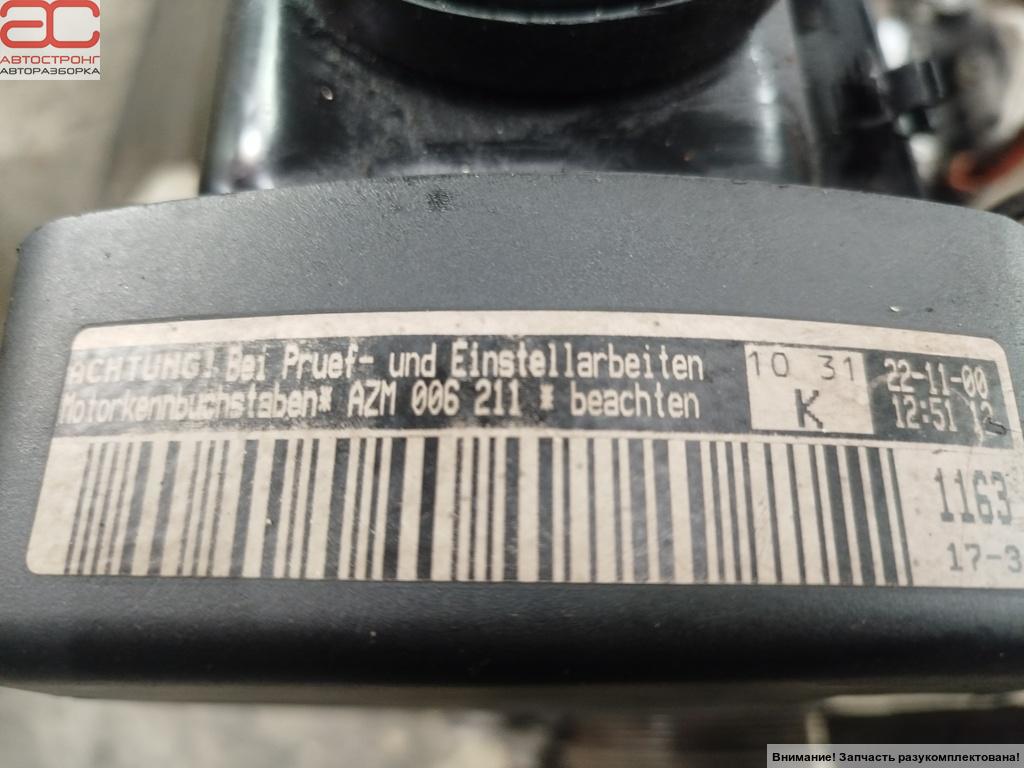 ac
АВТОСТРОНГ
АВТОРАЗБОРКА
ACHTUNG! Bei Pruef- und Einstellarbeiten
Motorkennbuchstaben* AZM 006 211 * beachten
10 31
K
22-11-00
12:51 12
1163
17-3
Внимание! Запчасть разукомплектована!